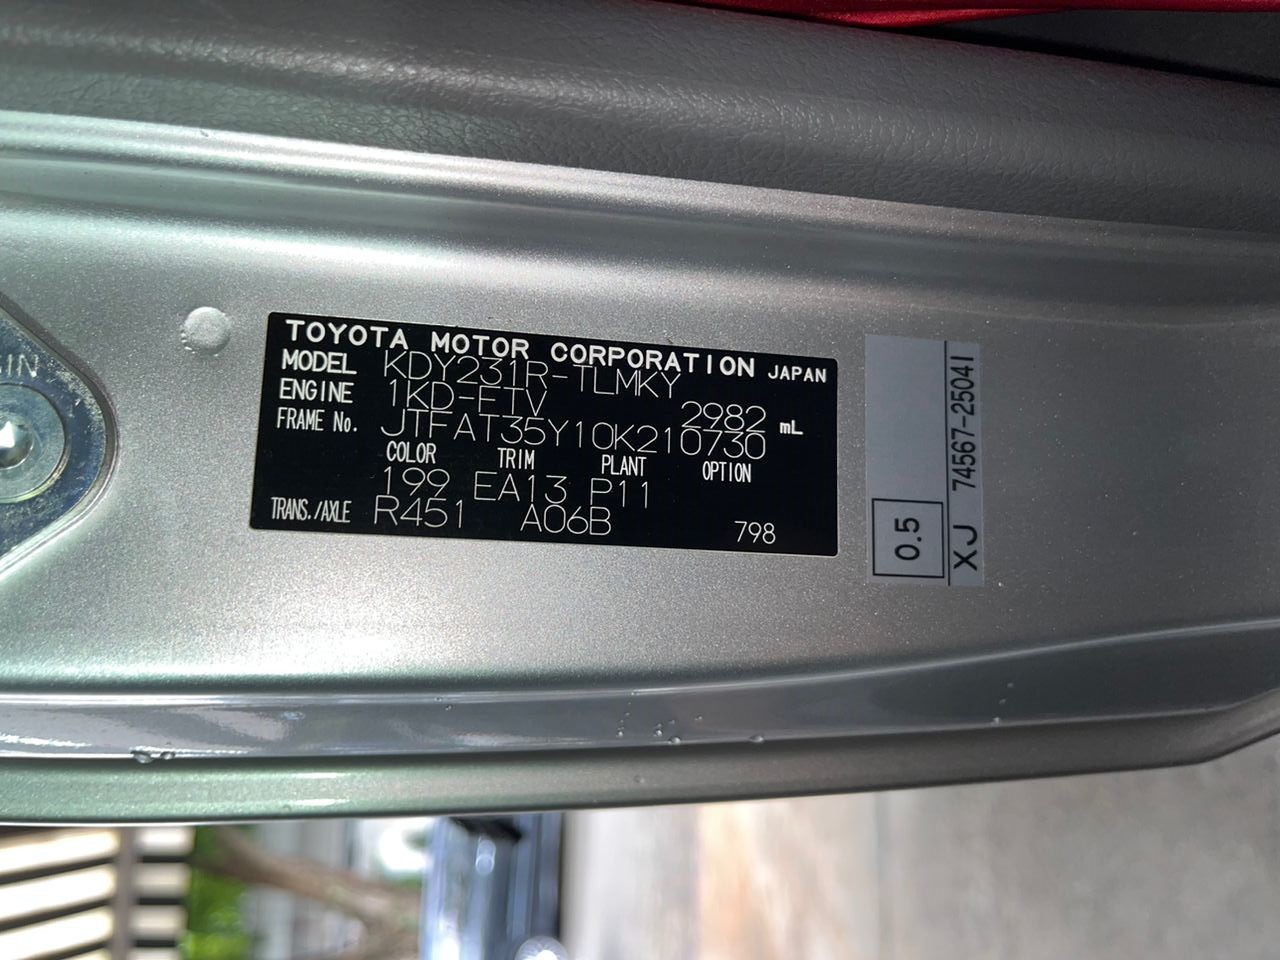 TOYOTA MOTOR CORPORATION JAPAN
MODEL KDY231R-TLMKY
ENGINE 1KD-FTV 2982 mL
FRAME No. JTFAT35Y10K210730
COLOR TRIM PLANT OPTION
199 EA13 P11
TRANS./AXLE R451 A06B 798
0.5
XJ 74567-25041